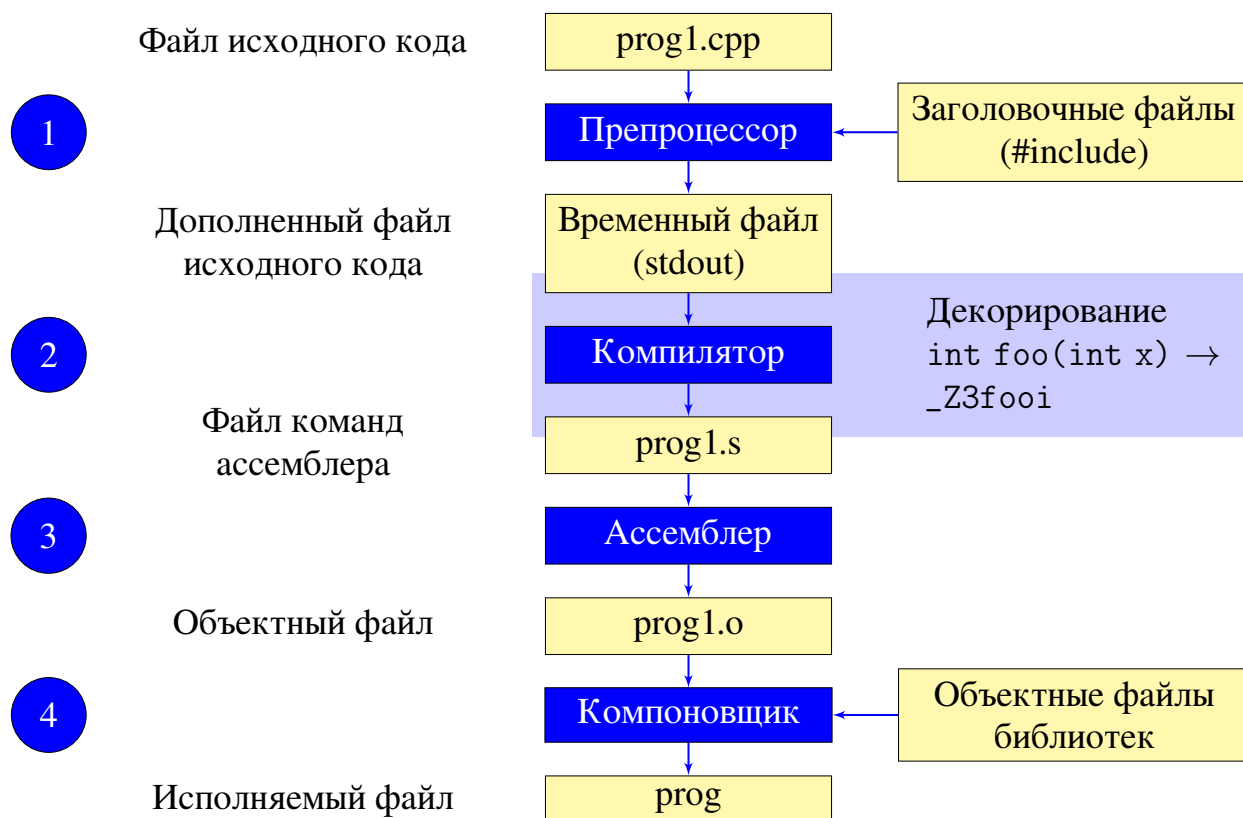 Файл исходного кода
prog1.cpp
1
Препроцессор
Заголовочные файлы
(#include)
Дополненный файл
исходного кода
Временный файл
(stdout)
2
Компилятор
Декорирование
int foo(int x) →
_Z3fooi
Файл команд
ассемблера
prog1.s
3
Ассемблер
Объектный файл
prog1.o
4
Компоновщик
Объектные файлы
библиотек
Исполняемый файл
prog